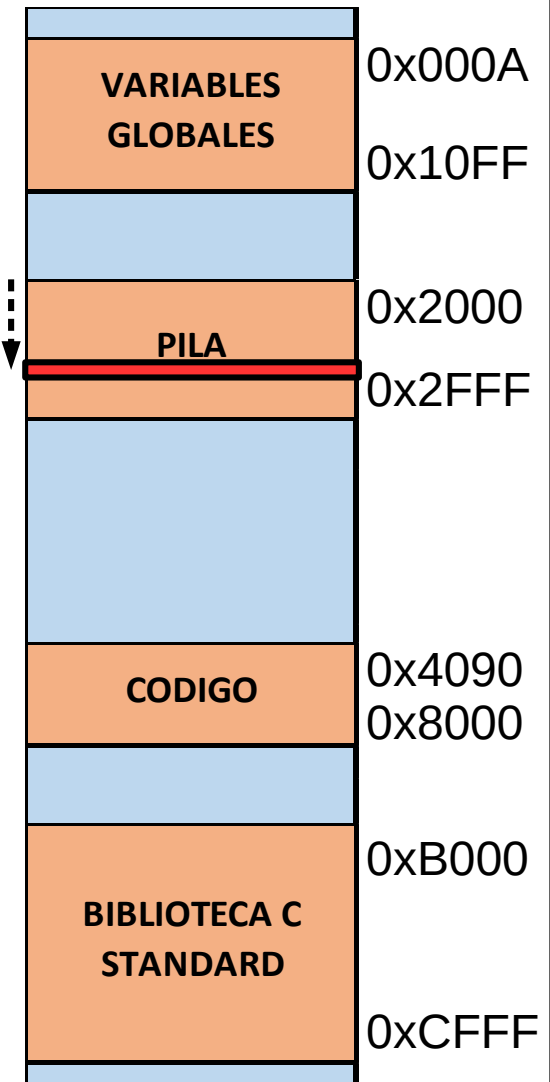 VARIABLES
GLOBALES
0x000A
0x10FF
PILA
0x2000
0x2FFF
CODIGO
0x4090
0x8000
BIBLIOTECA C
STANDARD
0xB000
0xCFFF